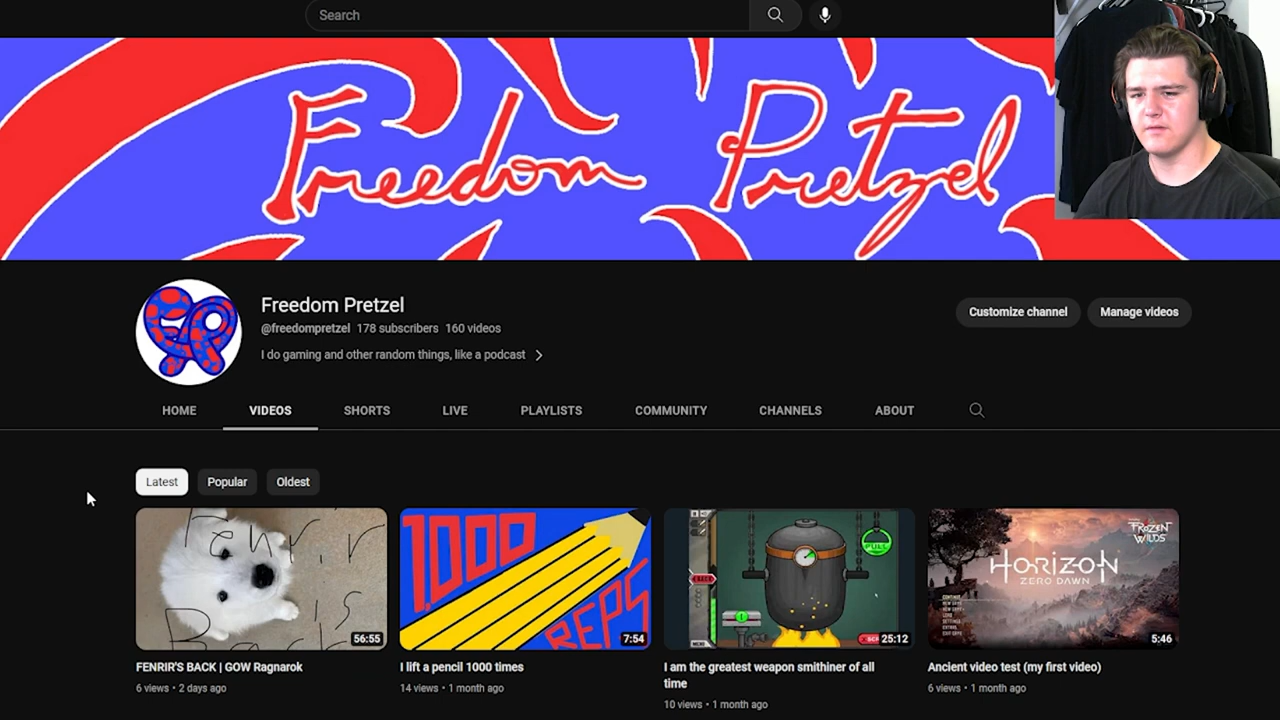 Search
Freedom Pretzel
Freedom Pretzel
@freedompretzel 178 subscribers 160 videos
I do gaming and other random things, like a podcast
Customize channel
Manage videos
HOME VIDEOS SHORTS LIVE PLAYLISTS COMMUNITY CHANNELS ABOUT
Latest Popular Oldest
Fenrir
is
Back
56:55
1,000
REPS
7:54
PULL
25:12
FROZEN
WILDS
HORIZON
ZERO DAWN
5:46
FENRIR'S BACK | GOW Ragnarok
6 views • 2 days ago
I lift a pencil 1000 times
14 views • 1 month ago
I am the greatest weapon smithiner of all
time
10 views • 1 month ago
Ancient video test (my first video)
6 views • 1 month ago